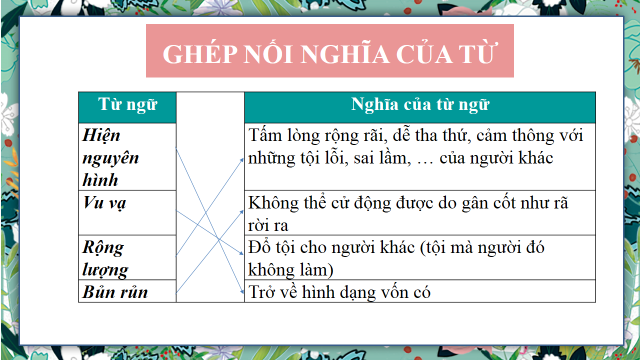 GHÉP NỐI NGHĨA CỦA TỪ
Từ ngữ
Nghĩa của từ ngữ
Hiện
nguyên
hình
Tấm lòng rộng rãi, dễ tha thứ, cảm thông với
những tội lỗi, sai lầm, … của người khác
Vu vạ
Không thể cử động được do gân cốt như rã
rời ra
Rộng
lượng
Đổ tội cho người khác (tội mà người đó
không làm)
Bủn rủn
Trở về hình dạng vốn có